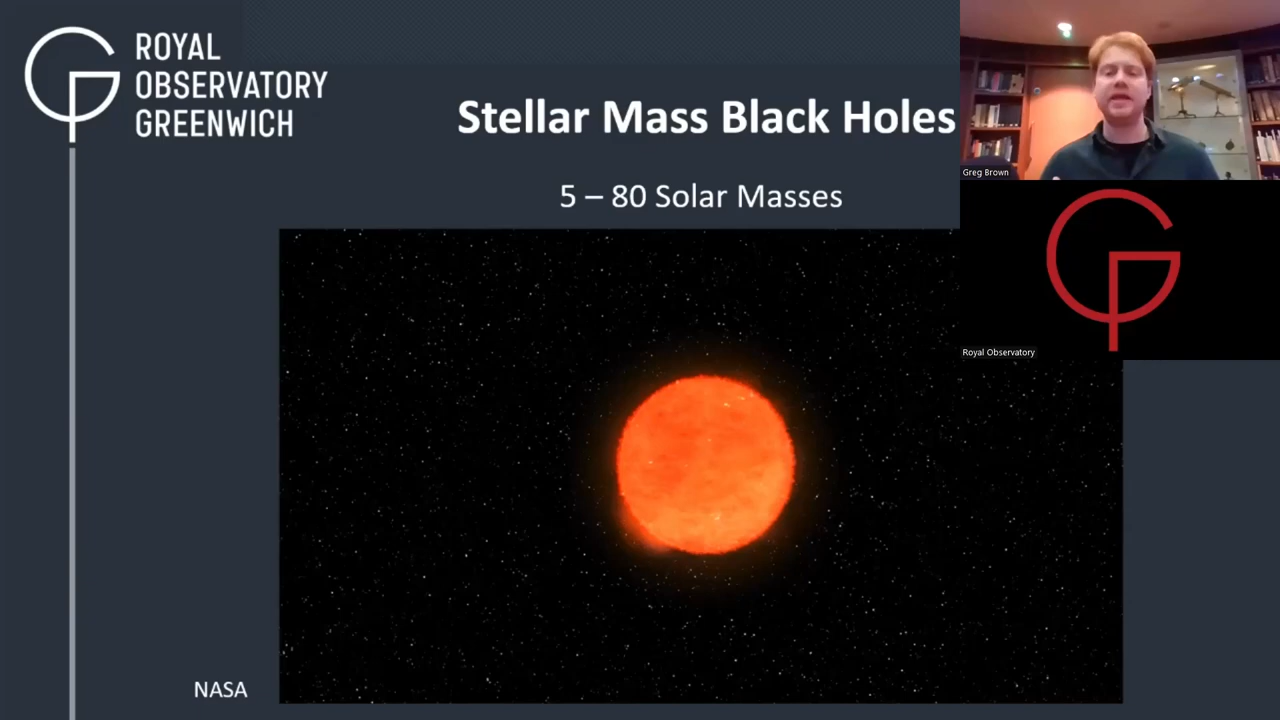 ROYAL
OBSERVATORY
GREENWICH
Stellar Mass Black Holes
5 – 80 Solar Masses
Greg Brown
Royal Observatory
NASA